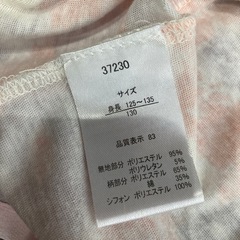 37230
サイズ
身長 125~135
130
品質表示 83
無地部分 ポリエステル 95%
ポリウレタン 5%
柄部分 ポリエステル 65%
綿 35%
シフォン ポリエステル 100%